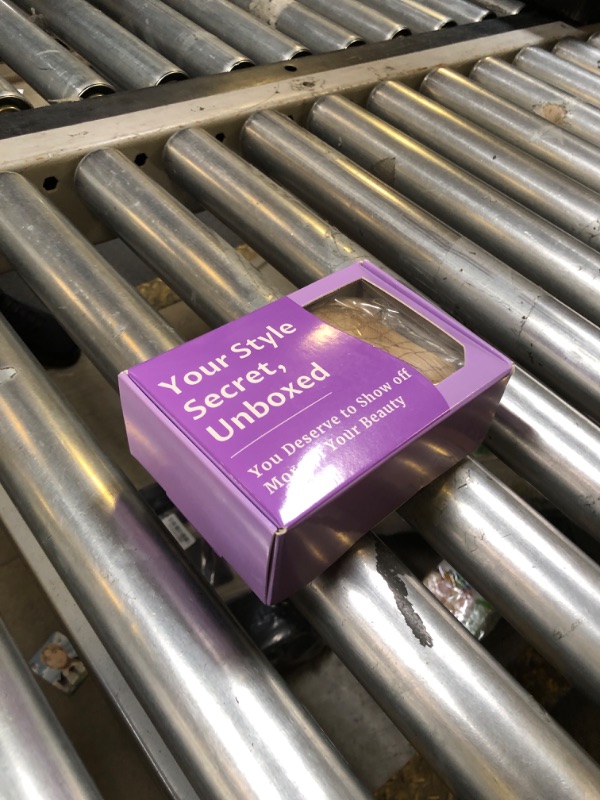 Your Style
Secret,
Unboxed
You Deserve to Show off
Your Beauty